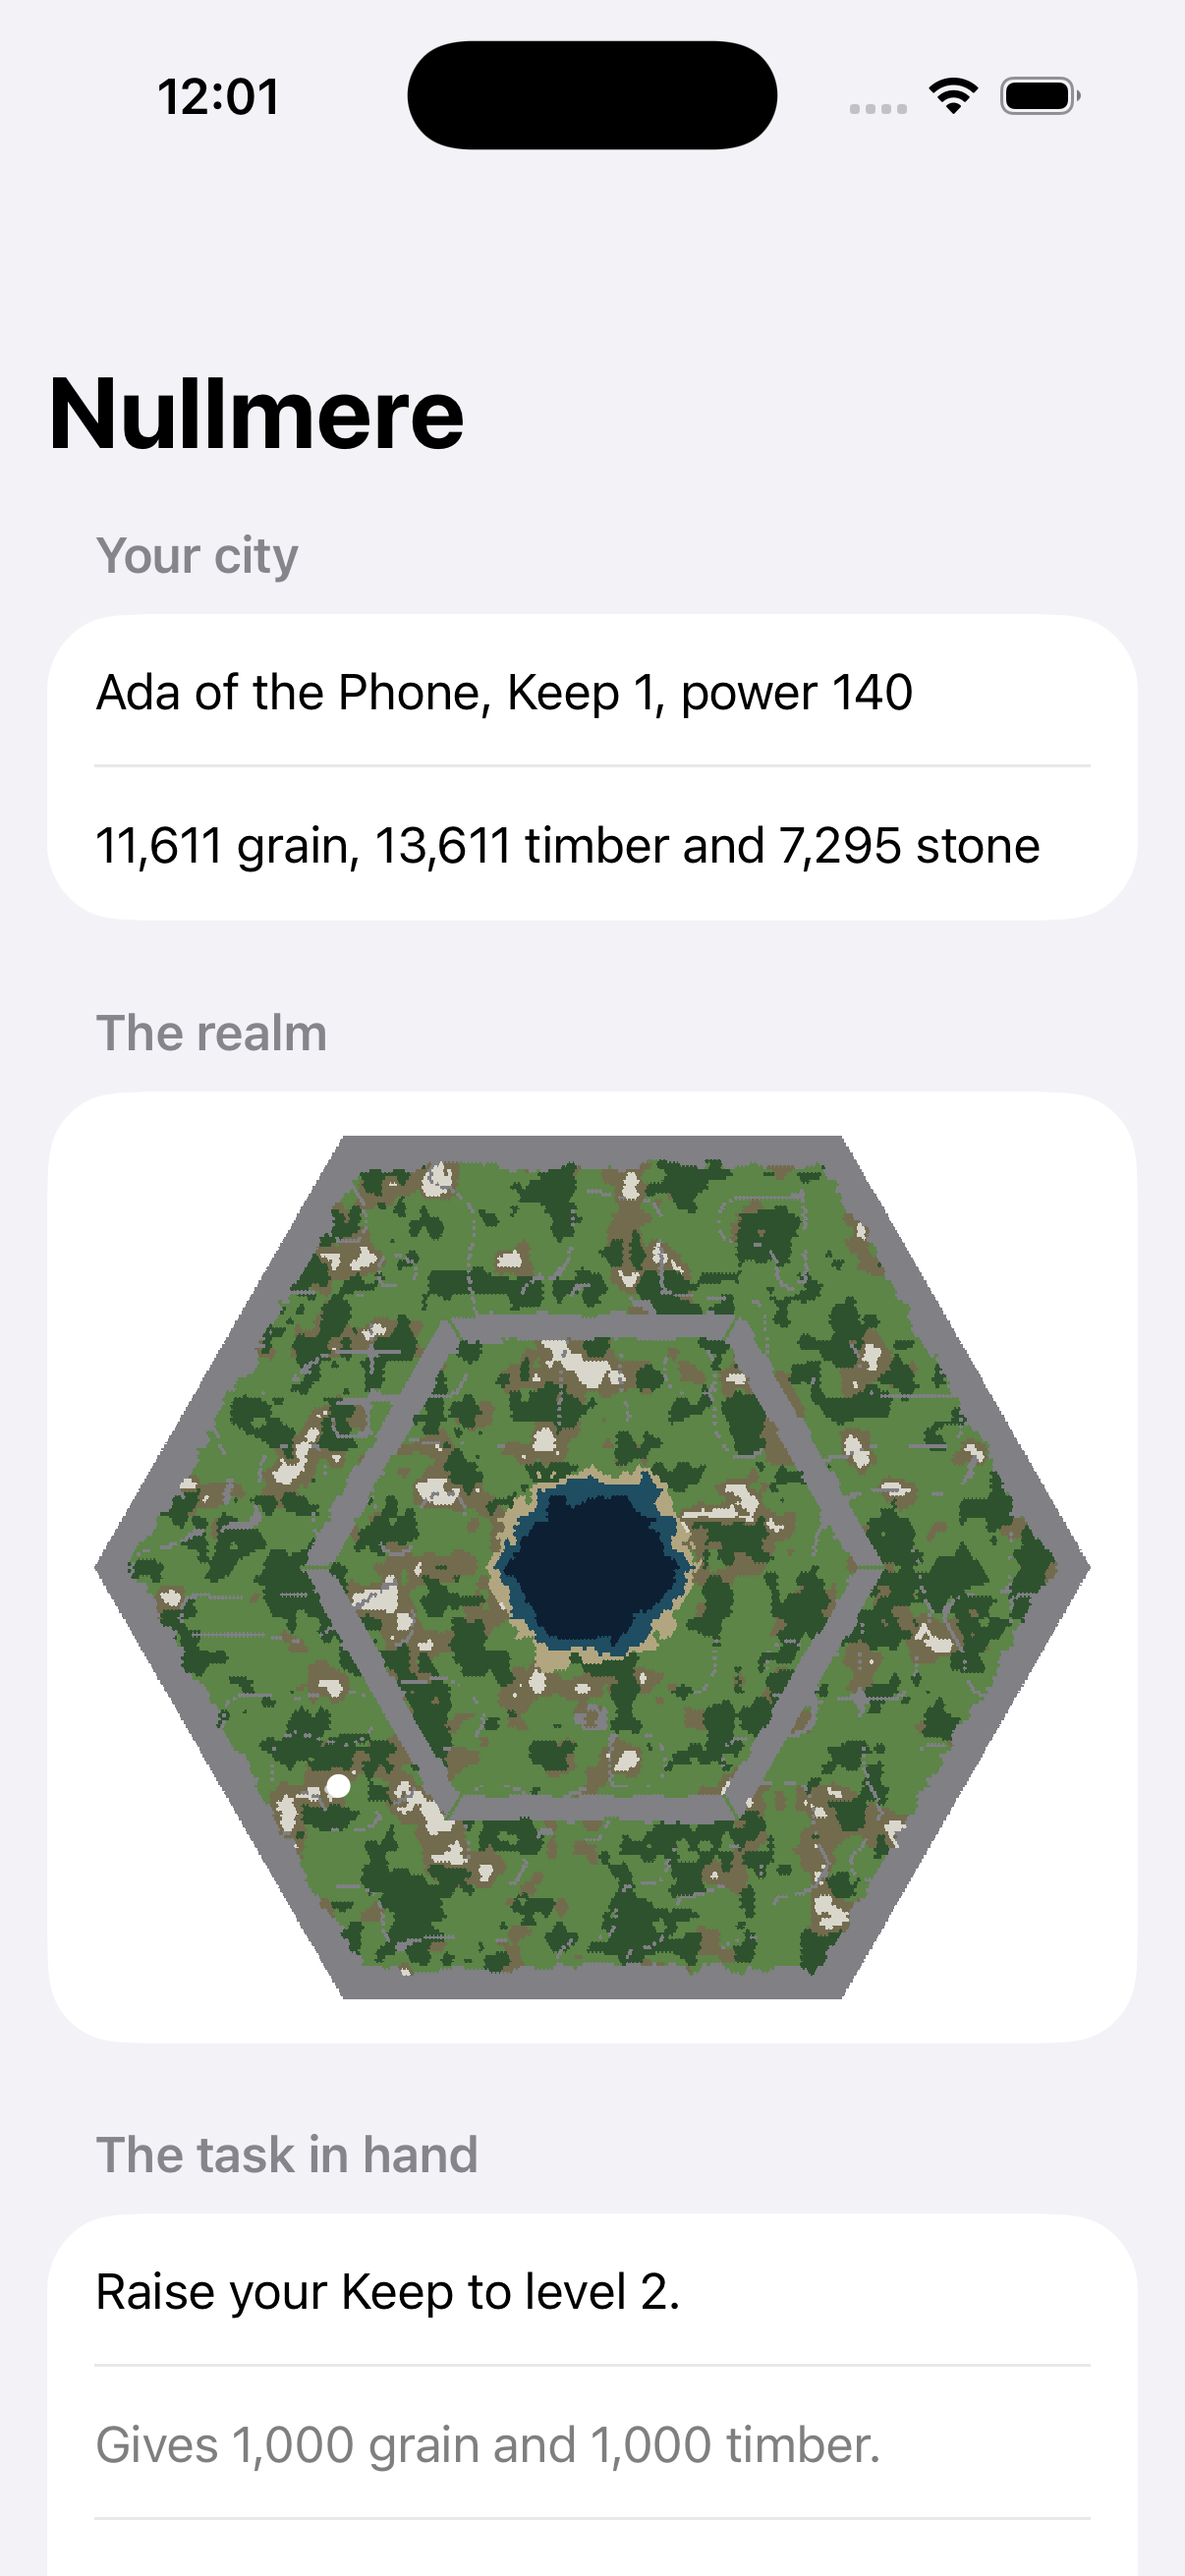 12:01
Nullmere
Your city
Ada of the Phone, Keep 1, power 140
11,611 grain, 13,611 timber and 7,295 stone
The realm
The task in hand
Raise your Keep to level 2.
Gives 1,000 grain and 1,000 timber.